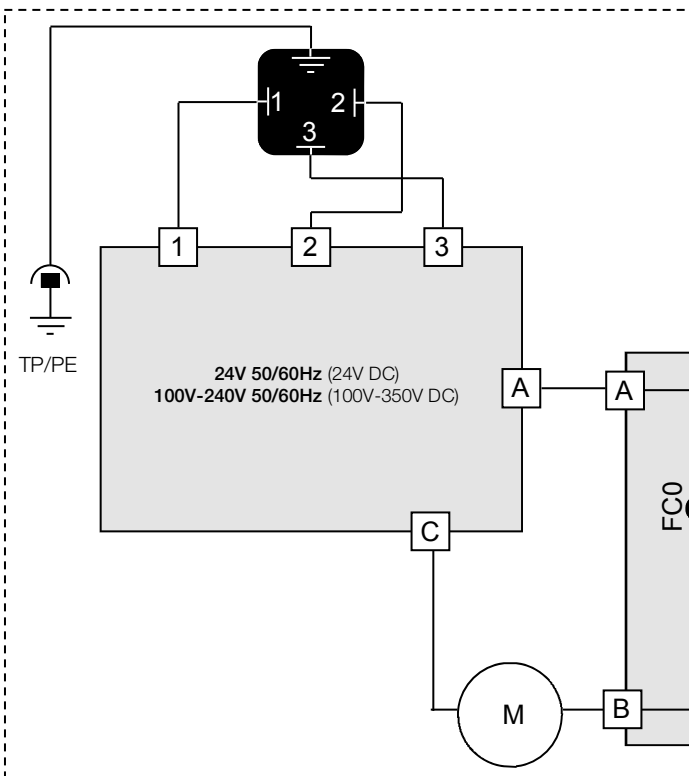 1 2
3
1 2 3
TP/PE
24V 50/60Hz (24V DC)
100V-240V 50/60Hz (100V-350V DC)
A A
FC0
C
M B